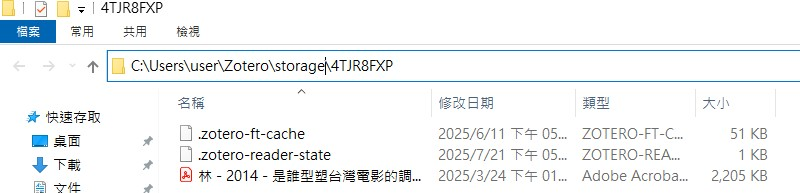 4TJR8FXP
檔案 常用 共用 檢視
C:\Users\user\Zotero\storage\4TJR8FXP
名稱 修改日期 類型 大小
快速存取
.zotero-ft-cache 2025/6/11 下午 05... ZOTERO-FT-C... 51 KB
桌面
.zotero-reader-state 2025/7/21 下午 05... ZOTERO-REA... 1 KB
下載
林 - 2014 - 是誰型塑台灣電影的調... 2025/3/24 下午 01... Adobe Acroba... 2,205 KB
文件